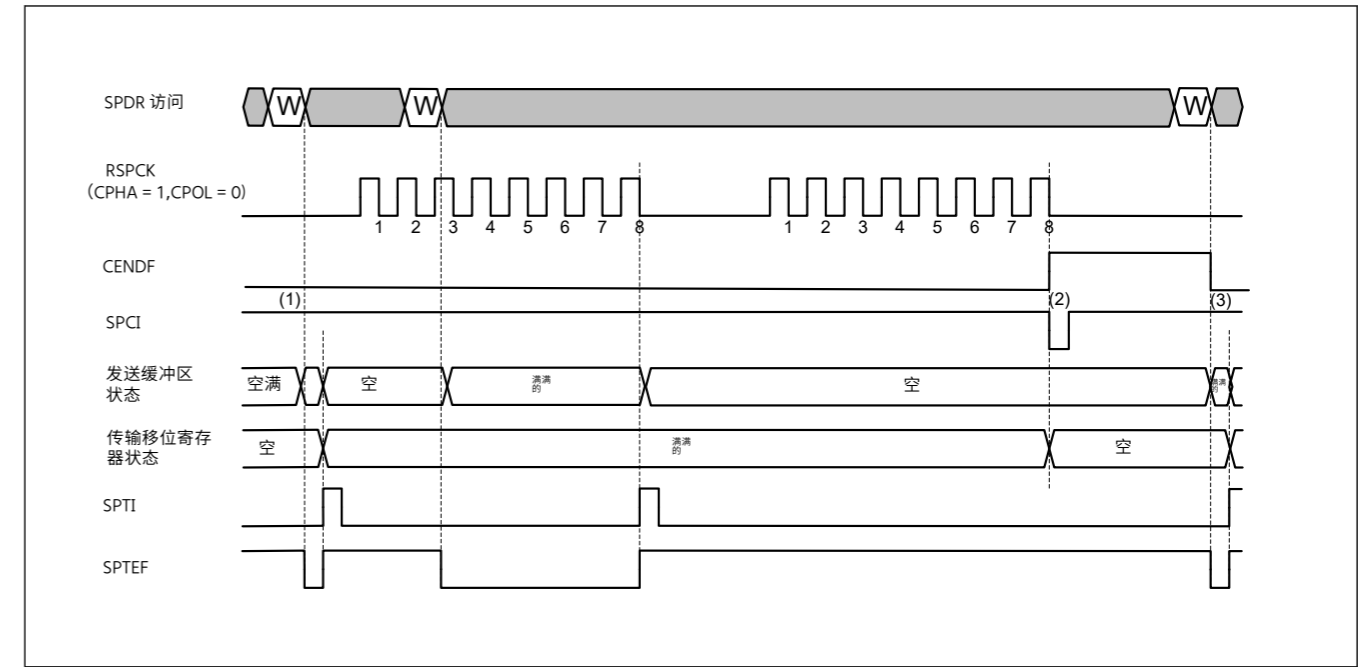 SPDR 访问
W W W
RSPCK
（CPHA = 1,CPOL = 0）
1 2 3 4 5 6 7 8 1 2 3 4 5 6 7 8
CENDF
(1) (2) (3)
SPCI
发送缓冲区
状态
空满 空 满满 空 满满
的 的
传输移位寄存
器状态
空 满满 空
的
SPTI
SPTEF